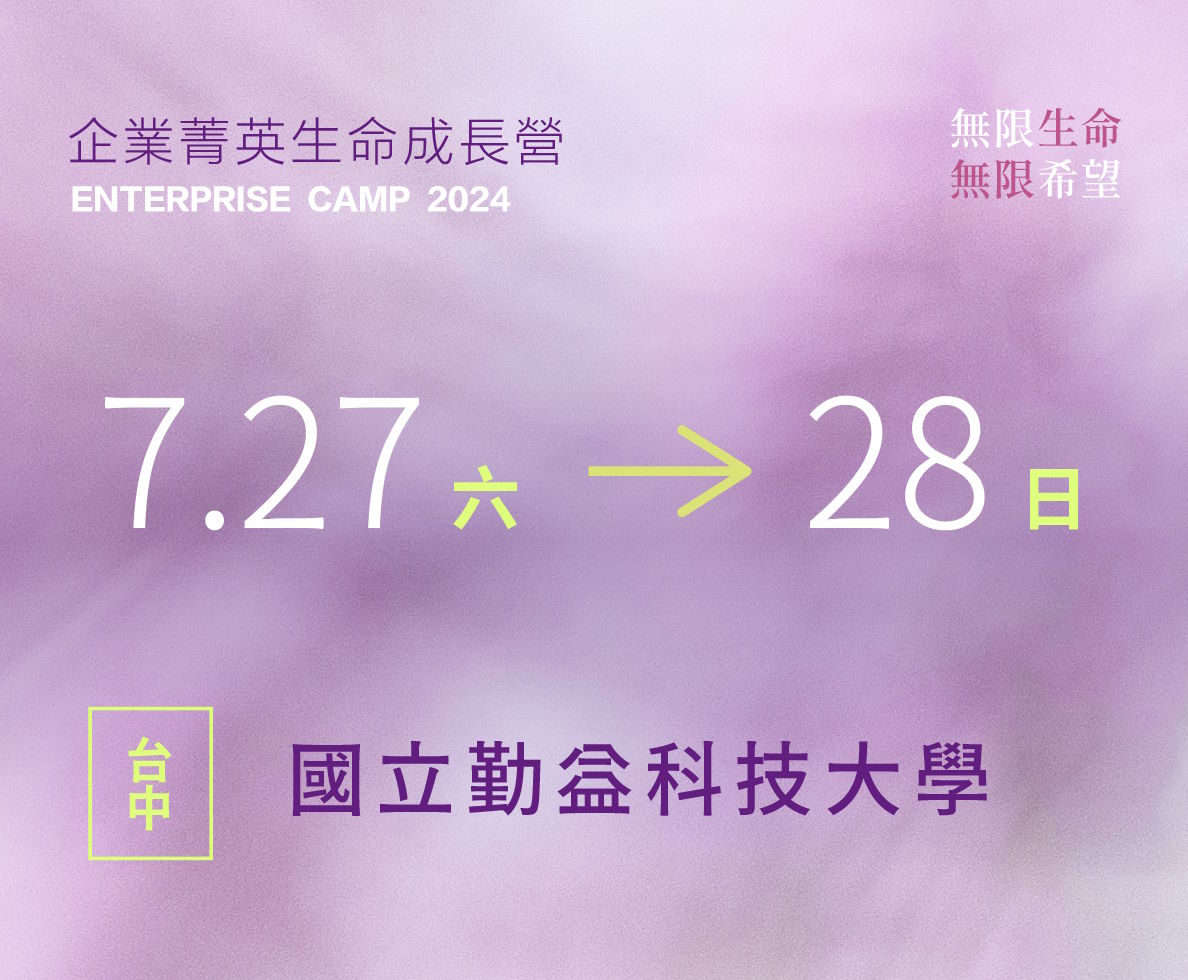 企業菁英生命成長營
ENTERPRISE CAMP 2024
無限生命
無限希望
7.27 六 → 28 日
台中
國立勤益科技大學